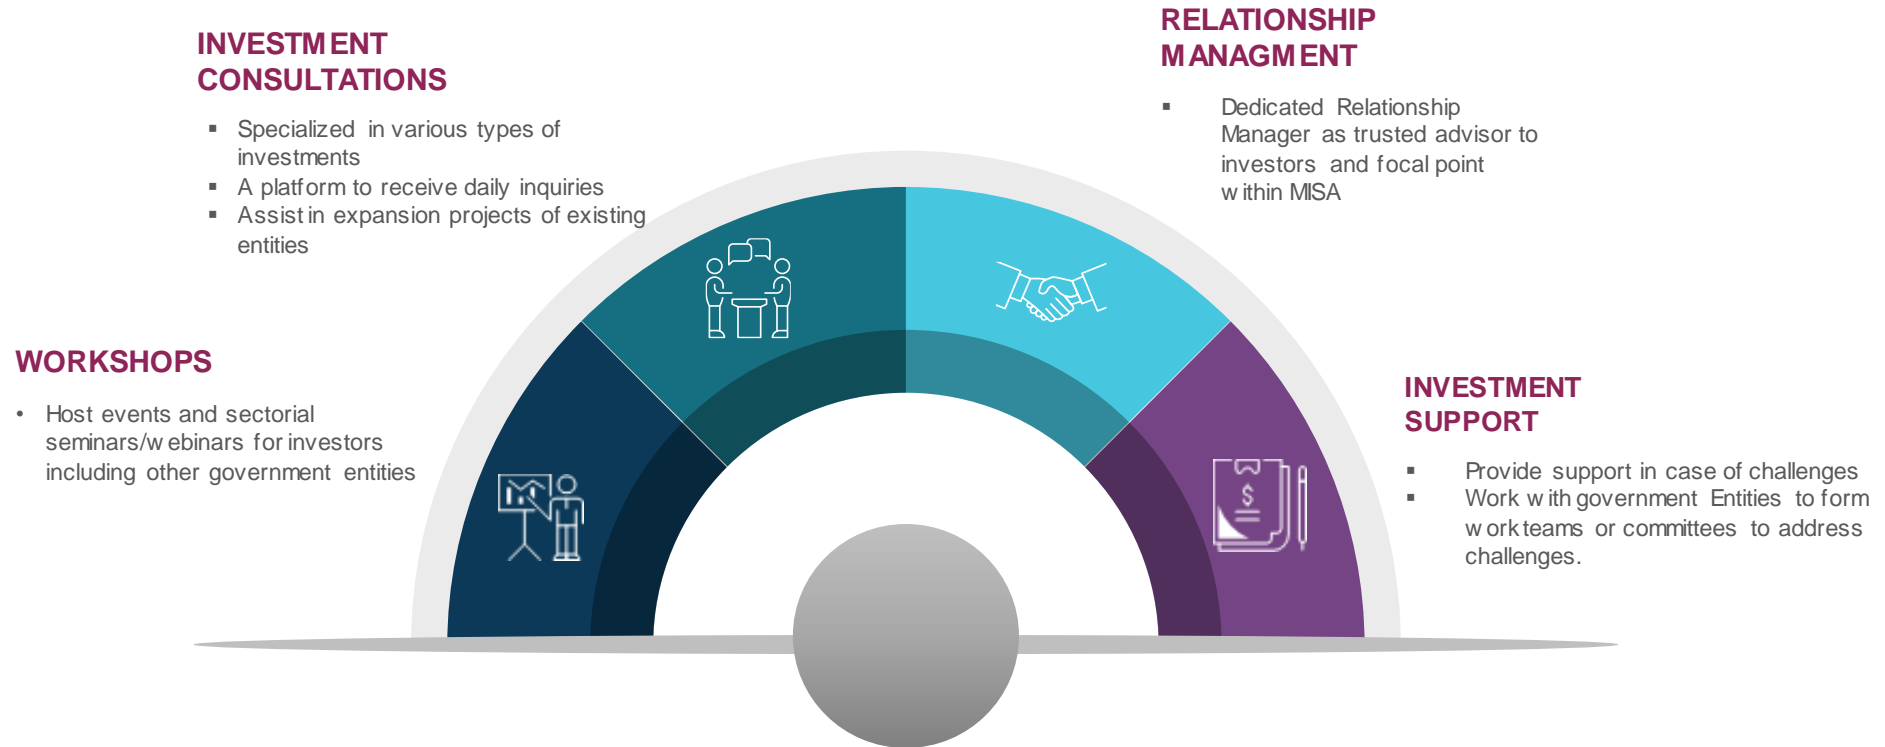 INVESTMENT
CONSULTATIONS
▪ Specialized in various types of
investments
▪ A platform to receive daily inquiries
▪ Assist in expansion projects of existing
entities
RELATIONSHIP
MANAGMENT
▪ Dedicated Relationship
Manager as trusted advisor to
investors and focal point
within MISA
WORKSHOPS
• Host events and sectorial
seminars/webinars for investors
including other government entities
INVESTMENT
SUPPORT
▪ Provide support in case of challenges
▪ Work with government Entities to form
work teams or committees to address
challenges.
$